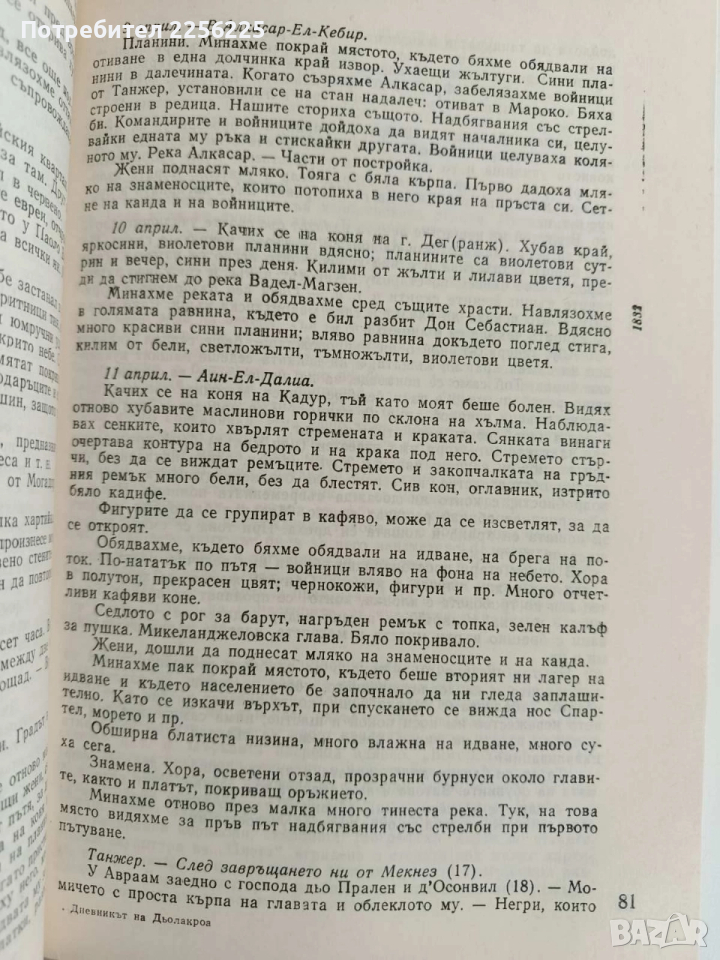 Потребител № 2256225
9 април. — В Алкасар-Ел-Кебир.
Планини. Минахме покрай мястото, където бяхме обядвали на
отиване в една долчинка край извор. Ухаещи жълтуги. Сини пла-
нини в далечината. Когато съзряхме Алкасар, забелязахме войници
от Танжер, установили се на стан надалеч: отиват в Мароко. Бяха
строени в редица. Нашите сториха същото. Надбягвания със стрел-
би. Командирите и войниците дойдоха да видят началника си, целу-
вайки едната му ръка и стискайки другата. Войници целуваха коля-
ното му. Река Алкасар. — Части от постройка.
Жени поднасят мляко. Тояга с бяла кърпа. Първо дадоха мля-
ко на знаменосците, които потопиха в него края на пръста си. Сет-
не на каида и на войниците.
10 април. — Качих се на коня на г. Дег(ранж). Хубав край,
яркосини, виолетови планини вдясно; планините са виолетови сут-
рин и вечер, сини през деня. Килими от жълти и лилави цветя, пре-
ди да стигнем до река Вадел-Магзен.
Минахме реката и обядвахме сред същите храсти. Навлязохме
в голямата равнина, където е бил разбит Дон Себастиан. Вдясно
много красиви сини планини; вляво равнина докъдето поглед стига,
килим от бели, светложълти, тъмножълти, виолетови цветя.
11 април. — Аин-Ел-Далиа.
Качих се на коня на Кадур, тъй като моят беше болен. Видях
отново хубавите маслинови горички по склона на хълма. Наблюда-
вах сенките, които хвърлят стремената и краката. Сянката винаги
очертава контура на бедрото и на крака под него. Стремето стър-
чи, без да се виждат ремъците. Стремето и закопчалката на гръд-
ния ремък много бели, без да блестят. Сив кон, оглавник, изтрито
бяло кадифе.
Фигурите да се групират в кафяво, може да се изсветлят, за да
се откроят.
Обядвахме, където бяхме обядвали на идване, на брега на по-
ток. По-нататък по пътя — войници вляво на фона на небето. Хора
в полутон, прекрасен цвят; чернокожи, фигури и пр. Много отчет-
ливи кафяви коне.
Седлото с рог за барут, нагръден ремък с топка, зелен калъф
за пушка. Микеланджеловска глава. Бяло покривало.
Жени, дошли да поднесат мляко на знаменосците и на каида.
Минахме пак покрай мястото, където беше вторият ни лагер на
идване и където населението бе започнало да ни гледа заплаши-
телно. Като се изкачи върхът, при спускането се вижда нос Спар-
тел, морето и пр.
Обширна блатиста низина, много влажна на идване, много су-
ха сега.
Знамена. Хора, осветени отзад, прозрачни бурнуси около глави-
те, както и платът, покриващ оръжието.
Минахме отново през малка много тинеста река. Тук, на това
място видяхме за пръв път надбягвания със стрелби при първото
пътуване.
Танжер. — След завръщането ни от Мекнез (17).
У Авраам заедно с господа дьо Прален и д'Осонвил (18). — Мо-
мичето с проста кърпа на главата и облеклото му. — Негри, които
Дневникът на Дьолакроа
81
1832
BAZAR